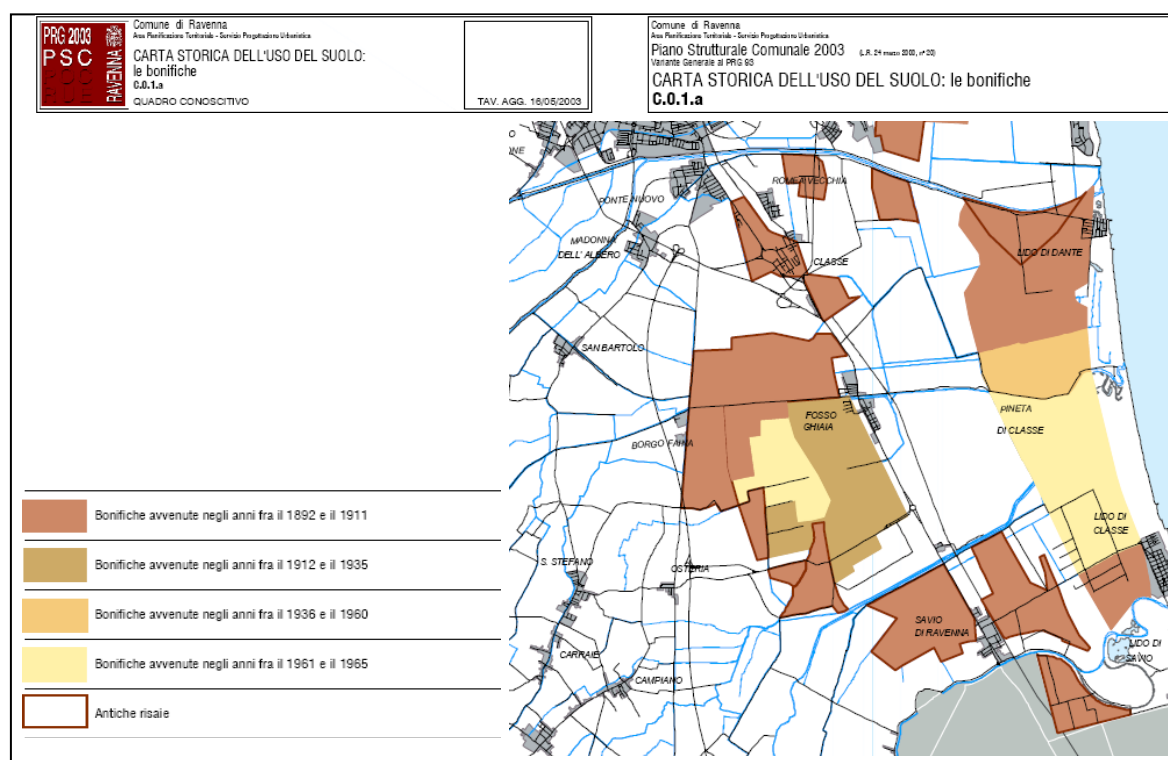 PRG 2003
PSC
POC
RUE
RAVENNA
Comune di Ravenna
Area Pianificazione Territoriale - Servizio Progettazione Urbanistica
CARTA STORICA DELL'USO DEL SUOLO:
le bonifiche
C.0.1.a
QUADRO CONOSCITIVO
TAV. AGG. 16/05/2003
Comune di Ravenna
Area Pianificazione Territoriale - Servizio Progettazione Urbanistica
Piano Strutturale Comunale 2003 (L.R. 24 marzo 2000, n° 20)
Variante Generale al PRG 93
CARTA STORICA DELL'USO DEL SUOLO: le bonifiche
C.0.1.a
ROMEA VECCHIA
PONTE NUOVO
MADONNA
DELL' ALBERO
CLASSE
LIDO DI DANTE
SAN BARTOLO
PINETA
DI CLASSE
FOSSO
GHIAIA
BORGO FAINA
LIDO DI
CLASSE
S. STEFANO
OSTERIA
SAVIO
DI RAVENNA
LIDO DI
SAVIO
CARRAIE
CAMPIANO
Bonifiche avvenute negli anni fra il 1892 e il 1911
Bonifiche avvenute negli anni fra il 1912 e il 1935
Bonifiche avvenute negli anni fra il 1936 e il 1960
Bonifiche avvenute negli anni fra il 1961 e il 1965
Antiche risaie